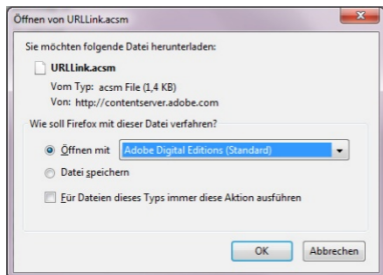 Öffnen von URLLink.acsm
Sie möchten folgende Datei herunterladen:
URLLink.acsm
Vom Typ: acsm File (1,4 KB)
Von: http://contentserver.adobe.com
Wie soll Firefox mit dieser Datei verfahren?
Öffnen mit Adobe Digital Editions (Standard)
Datei speichern
Für Dateien dieses Typs immer diese Aktion ausführen
OK Abbrechen